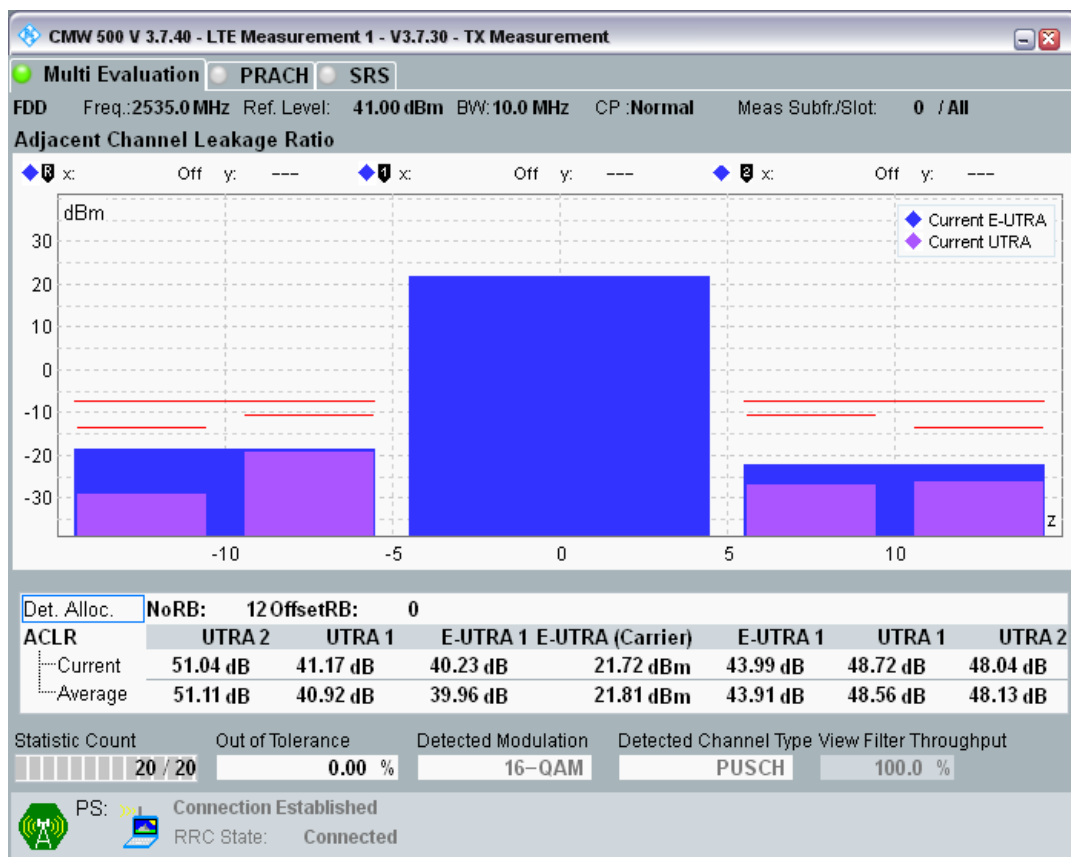 CMW 500 V 3.7.40 - LTE Measurement 1 - V3.7.30 - TX Measurement
Multi Evaluation PRACH SRS
FDD Freq.:2535.0 MHz Ref. Level: 41.00 dBm BW: 10.0 MHz CP :Normal Meas Subfr./Slot: 0 / All
Adjacent Channel Leakage Ratio
R x: Off y: --- 1 x: Off y: --- 2 x: Off y: ---
dBm
Current E-UTRA
Current UTRA
30
20
10
0
-10
-20
-30
z
-10 -5 0 5 10
Det. Alloc. NoRB: 12 OffsetRB: 0
ACLR UTRA 2 UTRA 1 E-UTRA 1 E-UTRA (Carrier) E-UTRA 1 UTRA 1 UTRA 2
Current 51.04 dB 41.17 dB 40.23 dB 21.72 dBm 43.99 dB 48.72 dB 48.04 dB
Average 51.11 dB 40.92 dB 39.96 dB 21.81 dBm 43.91 dB 48.56 dB 48.13 dB
Statistic Count Out of Tolerance Detected Modulation Detected Channel Type View Filter Throughput
20 / 20 0.00 % 16-QAM PUSCH 100.0 %
PS: Connection Established
RRC State: Connected